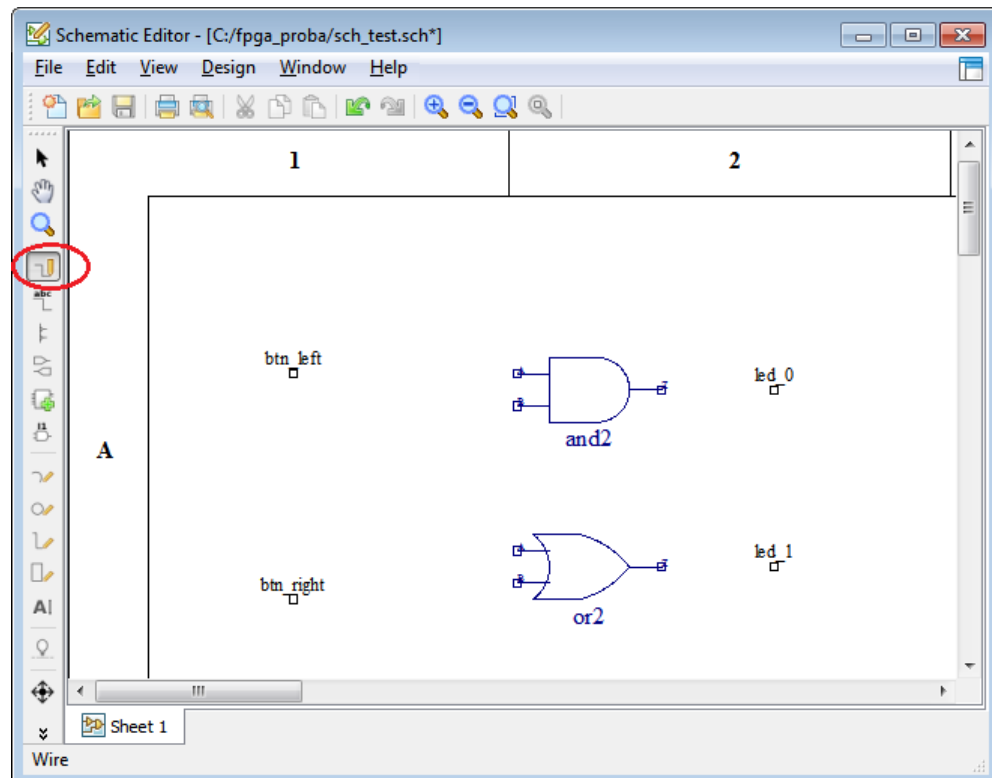 Schematic Editor - [C:/fpga_proba/sch_test.sch*]
File Edit View Design Window Help
1 2
abc
btn_left
led_0
and2
A
A|
led_1
btn_right
or2
Sheet 1
Wire